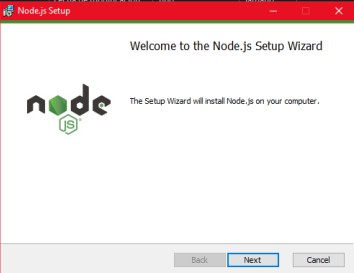 Node.js Setup
Welcome to the Node.js Setup Wizard
The Setup Wizard will install Node.js on your computer.
node
JS
Back Next Cancel